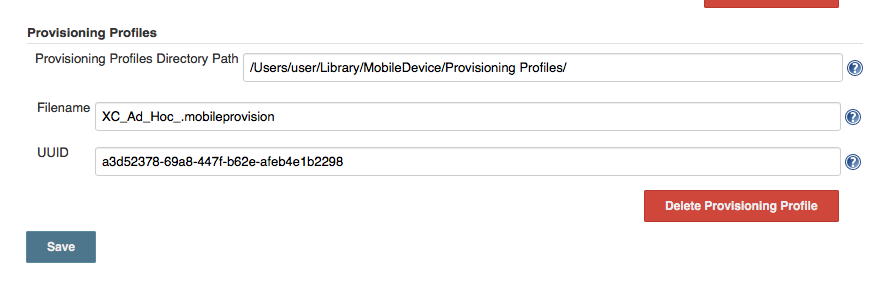 Provisioning Profiles
Provisioning Profiles Directory Path /Users/user/Library/MobileDevice/Provisioning Profiles/ ?
Filename XC_Ad_Hoc_.mobileprovision ?
UUID a3d52378-69a8-447f-b62e-afeb4e1b2298 ?
Delete Provisioning Profile
Save